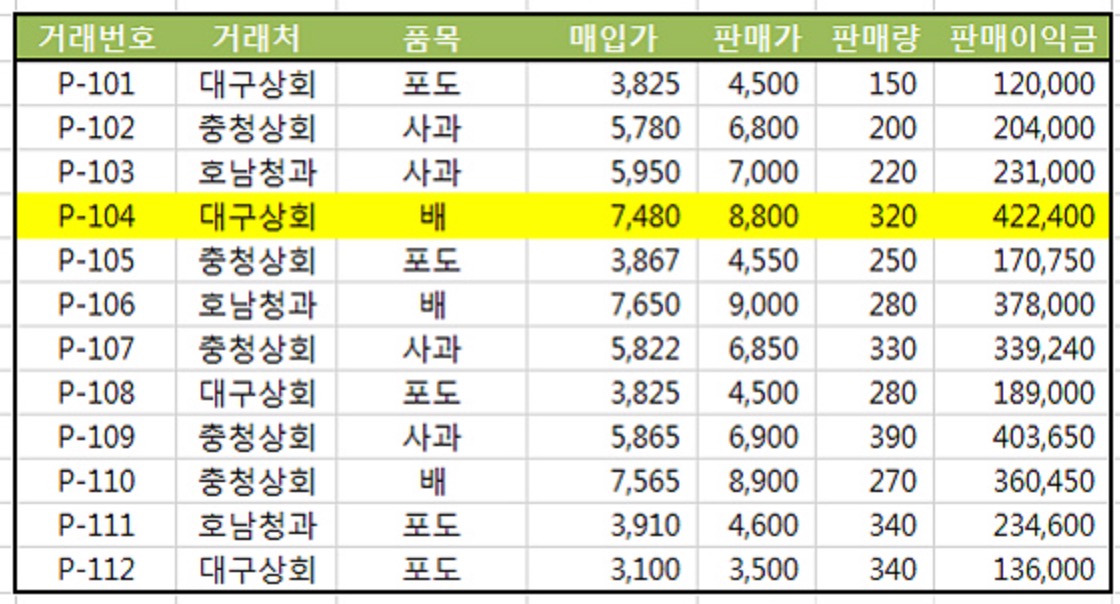 거래번호 거래처 품목 매입가 판매가 판매량 판매이익금
P-101 대구상회 포도 3,825 4,500 150 120,000
P-102 충청상회 사과 5,780 6,800 200 204,000
P-103 호남청과 사과 5,950 7,000 220 231,000
P-104 대구상회 배 7,480 8,800 320 422,400
P-105 충청상회 포도 3,867 4,550 250 170,750
P-106 호남청과 배 7,650 9,000 280 378,000
P-107 충청상회 사과 5,822 6,850 330 339,240
P-108 대구상회 포도 3,825 4,500 280 189,000
P-109 충청상회 사과 5,865 6,900 390 403,650
P-110 충청상회 배 7,565 8,900 270 360,450
P-111 호남청과 포도 3,910 4,600 340 234,600
P-112 대구상회 포도 3,100 3,500 340 136,000